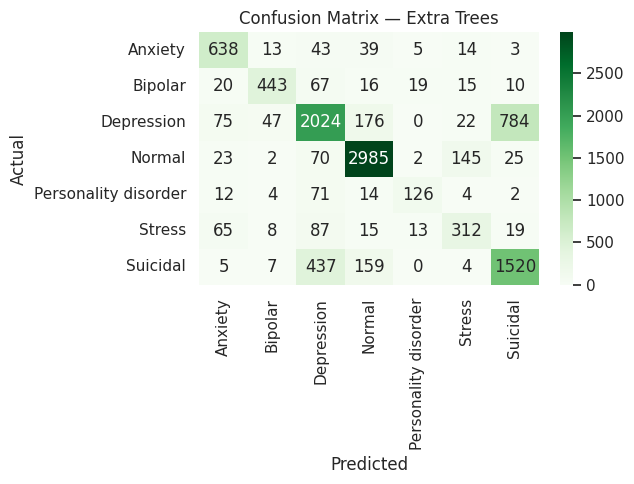 Confusion Matrix — Extra Trees
Actual
Anxiety 638 13 43 39 5 14 3
Bipolar 20 443 67 16 19 15 10
Depression 75 47 2024 176 0 22 784
Normal 23 2 70 2985 2 145 25
Personality disorder 12 4 71 14 126 4 2
Stress 65 8 87 15 13 312 19
Suicidal 5 7 437 159 0 4 1520
Anxiety Bipolar Depression Normal Personality disorder Stress Suicidal
Predicted
2500
2000
1500
1000
500
0